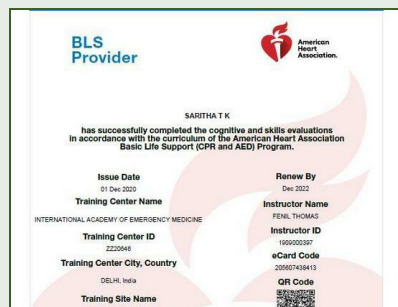 BLS
Provider
American
Heart
Association.
SARITHA T K
has successfully completed the cognitive and skills evaluations
in accordance with the curriculum of the American Heart Association
Basic Life Support (CPR and AED) Program.
Issue Date
01 Dec 2020
Training Center Name
INTERNATIONAL ACADEMY OF EMERGENCY MEDICINE
Training Center ID
ZZ20646
Training Center City, Country
DELHI, India
Training Site Name
Renew By
Dec 2022
Instructor Name
FENIL THOMAS
Instructor ID
1909000397
eCard Code
205607438413
QR Code